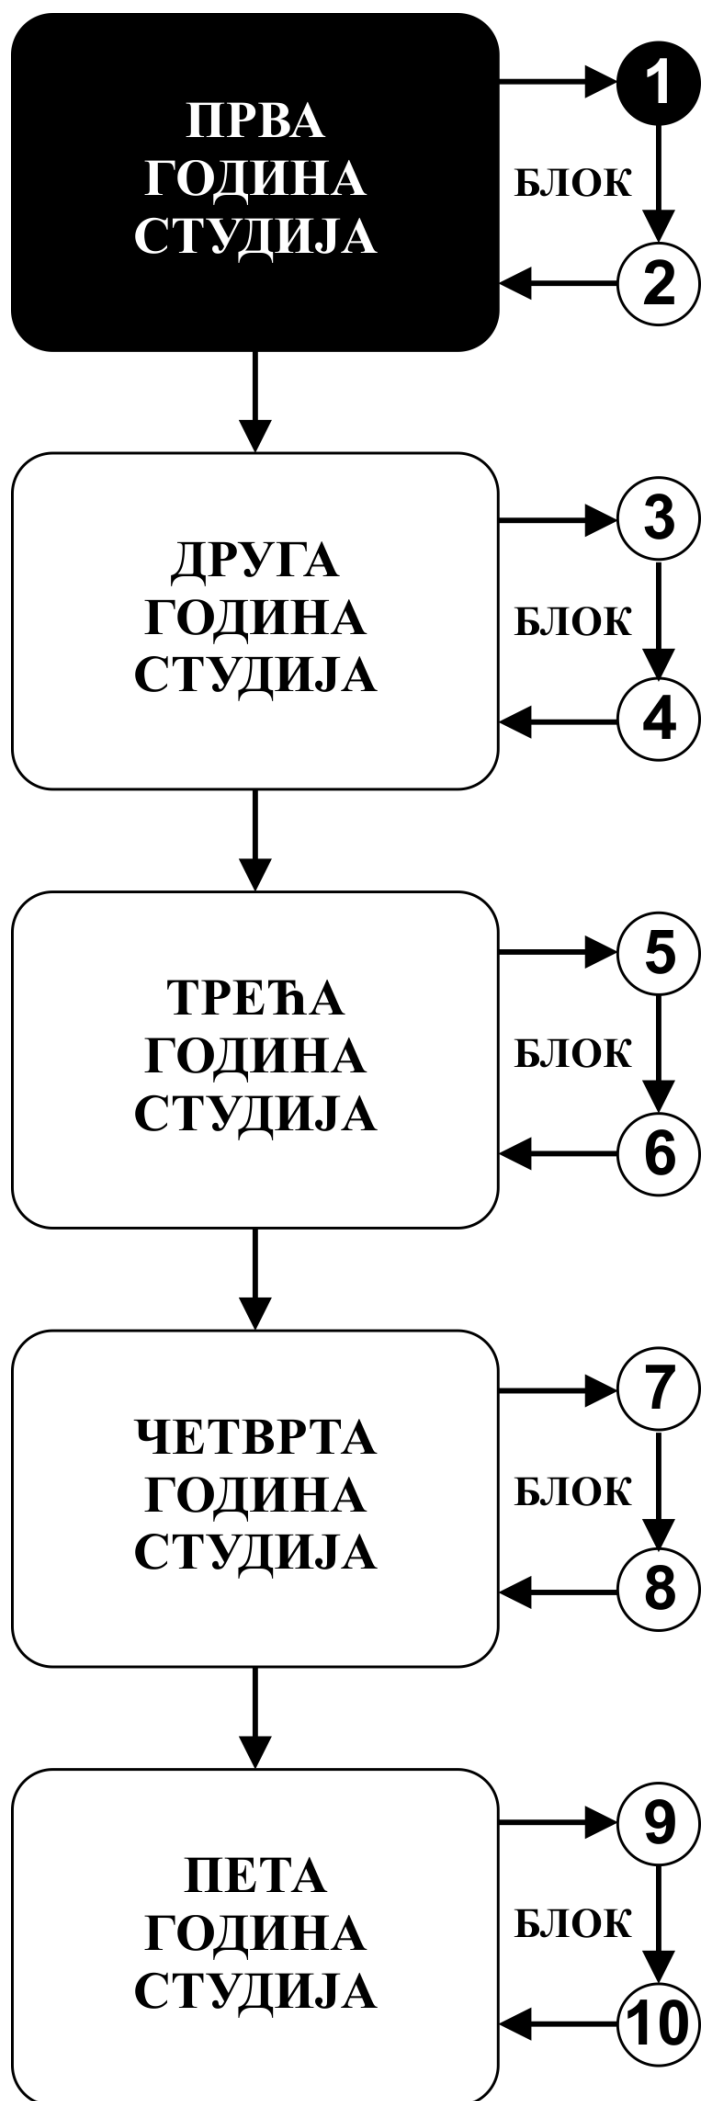 ПРВА
ГОДИНА
СТУДИЈА
1
БЛОК
2
ДРУГА
ГОДИНА
СТУДИЈА
3
БЛОК
4
ТРЕЋА
ГОДИНА
СТУДИЈА
5
БЛОК
6
ЧЕТВРТА
ГОДИНА
СТУДИЈА
7
БЛОК
8
ПЕТА
ГОДИНА
СТУДИЈА
9
БЛОК
10